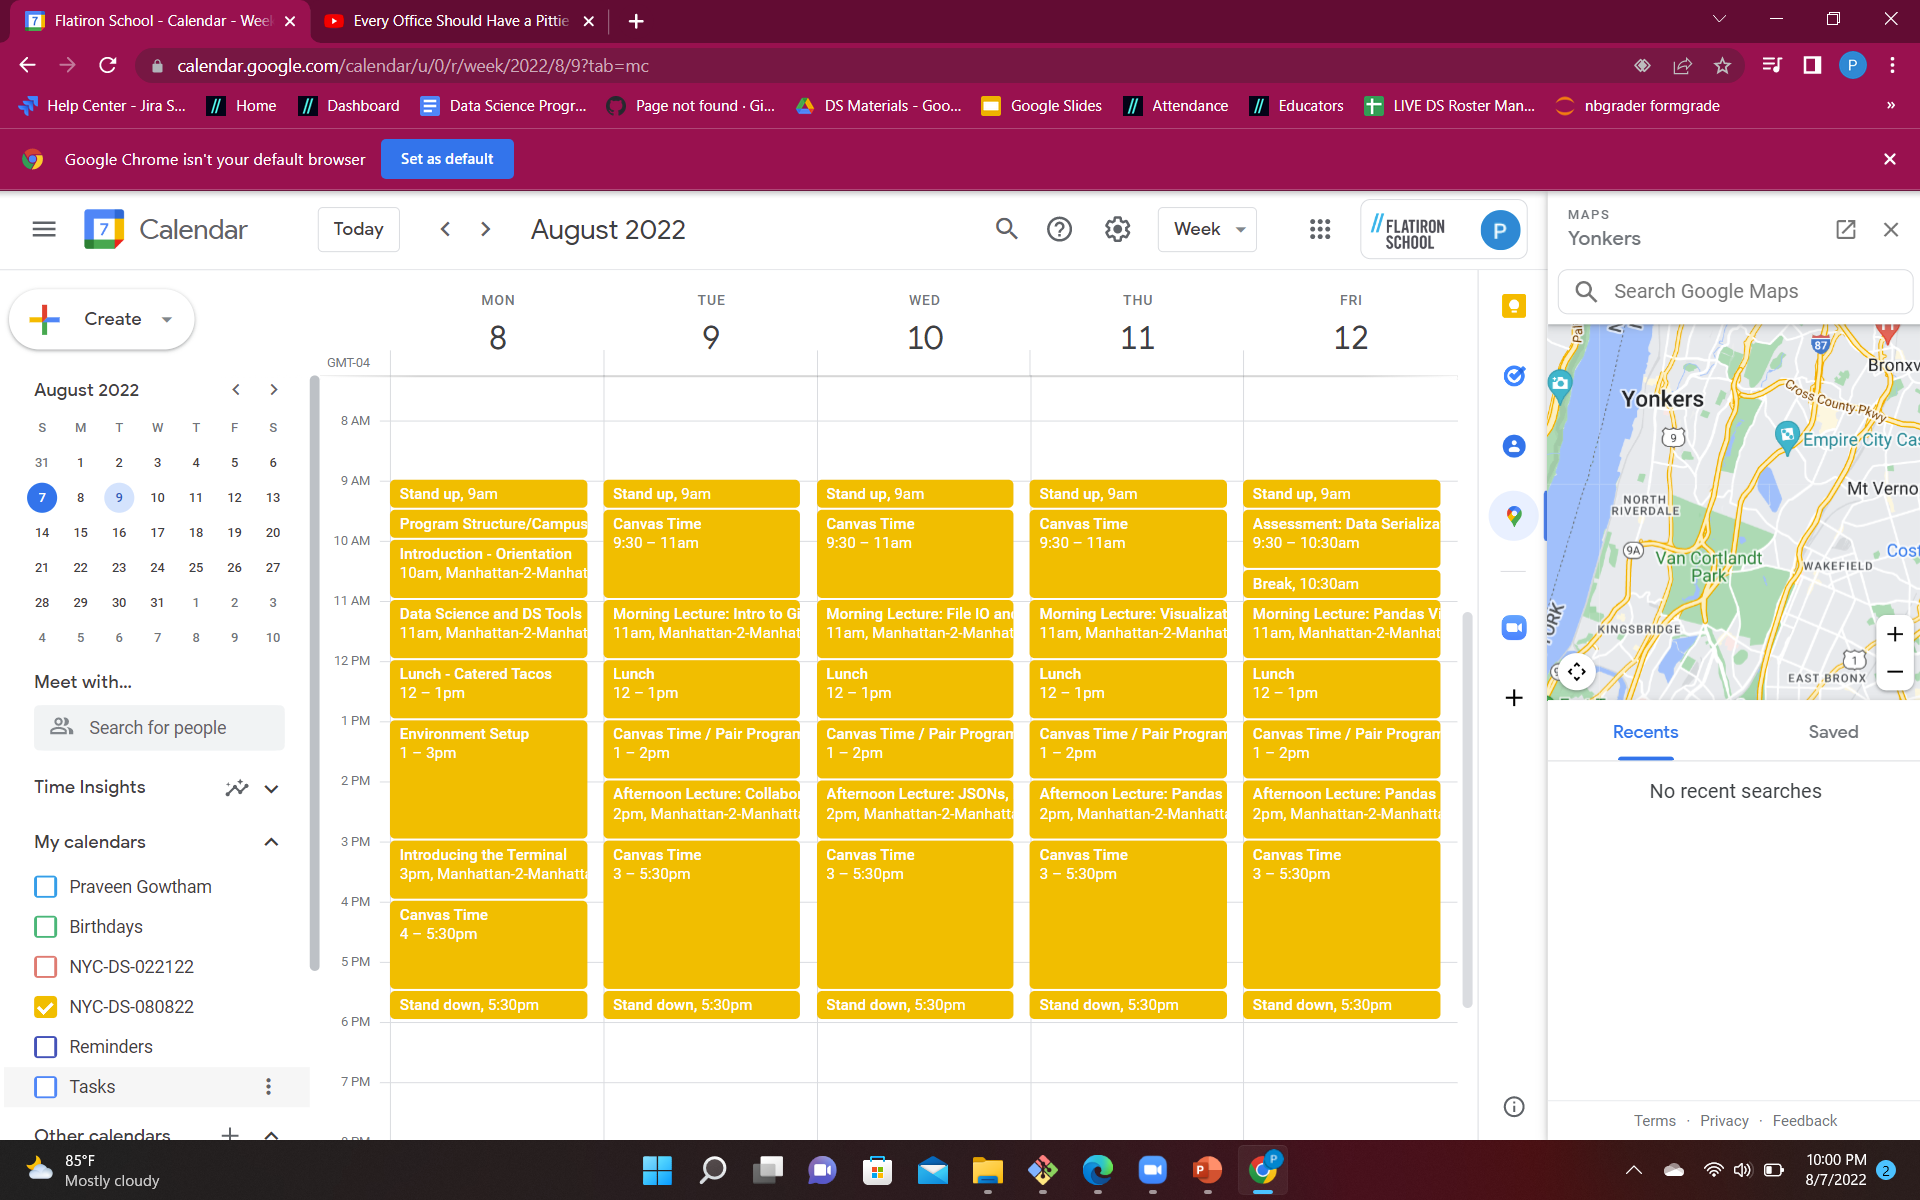 Flatiron School - Calendar - Wee
Every Office Should Have a Pittie
calendar.google.com/calendar/u/0/r/week/2022/8/9?tab=mc
P
Help Center - Jira S...
Home
Dashboard
Data Science Progr...
Page not found · Gi...
DS Materials - Goo...
Google Slides
Attendance
Educators
LIVE DS Roster Man...
nbgrader formgrade
»
Google Chrome isn't your default browser
Set as default
7
Calendar
Today
August 2022
Week
FLATIRON
SCHOOL
P
MAPS
Yonkers
Search Google Maps
Create
August 2022
S M T W T F S
31 1 2 3 4 5 6
7 8 9 10 11 12 13
14 15 16 17 18 19 20
21 22 23 24 25 26 27
28 29 30 31 1 2 3
4 5 6 7 8 9 10
Meet with...
Search for people
Time Insights
My calendars
Praveen Gowtham
Birthdays
NYC-DS-022122
NYC-DS-080822
Reminders
Tasks
Other calendars
GMT-04
8 AM
9 AM
10 AM
11 AM
12 PM
1 PM
2 PM
3 PM
4 PM
5 PM
6 PM
7 PM
MON
8
Stand up, 9am
Program Structure/Campus
Introduction - Orientation
10am, Manhattan-2-Manhat
Data Science and DS Tools
11am, Manhattan-2-Manhat
Lunch - Catered Tacos
12 – 1pm
Environment Setup
1 – 3pm
Introducing the Terminal
3pm, Manhattan-2-Manhatta
Canvas Time
4 – 5:30pm
Stand down, 5:30pm
TUE
9
Stand up, 9am
Canvas Time
9:30 – 11am
Morning Lecture: Intro to Gi
11am, Manhattan-2-Manhat
Lunch
12 – 1pm
Canvas Time / Pair Program
1 – 2pm
Afternoon Lecture: Collabor
2pm, Manhattan-2-Manhatta
Canvas Time
3 – 5:30pm
Stand down, 5:30pm
WED
10
Stand up, 9am
Canvas Time
9:30 – 11am
Morning Lecture: File IO and
11am, Manhattan-2-Manhat
Lunch
12 – 1pm
Canvas Time / Pair Program
1 – 2pm
Afternoon Lecture: JSONs,
2pm, Manhattan-2-Manhatta
Canvas Time
3 – 5:30pm
Stand down, 5:30pm
THU
11
Stand up, 9am
Canvas Time
9:30 – 11am
Morning Lecture: Visualizat
11am, Manhattan-2-Manhat
Lunch
12 – 1pm
Canvas Time / Pair Program
1 – 2pm
Afternoon Lecture: Pandas
2pm, Manhattan-2-Manhatta
Canvas Time
3 – 5:30pm
Stand down, 5:30pm
FRI
12
Stand up, 9am
Assessment: Data Serializa
9:30 – 10:30am
Break, 10:30am
Morning Lecture: Pandas Vi
11am, Manhattan-2-Manhat
Lunch
12 – 1pm
Canvas Time / Pair Program
1 – 2pm
Afternoon Lecture: Pandas
2pm, Manhattan-2-Manhatta
Canvas Time
3 – 5:30pm
Stand down, 5:30pm
87
Bronxv
Yonkers
Cross County Pkwy
9
Empire City Cas
Mt Verno
NORTH
RIVERDALE
9A
Van Cortlandt
Park
WAKEFIELD
Cost
KINGSBRIDGE
1
EAST BRONX
Recents
Saved
No recent searches
Terms · Privacy · Feedback
85°F
Mostly cloudy
P
10:00 PM
8/7/2022
2